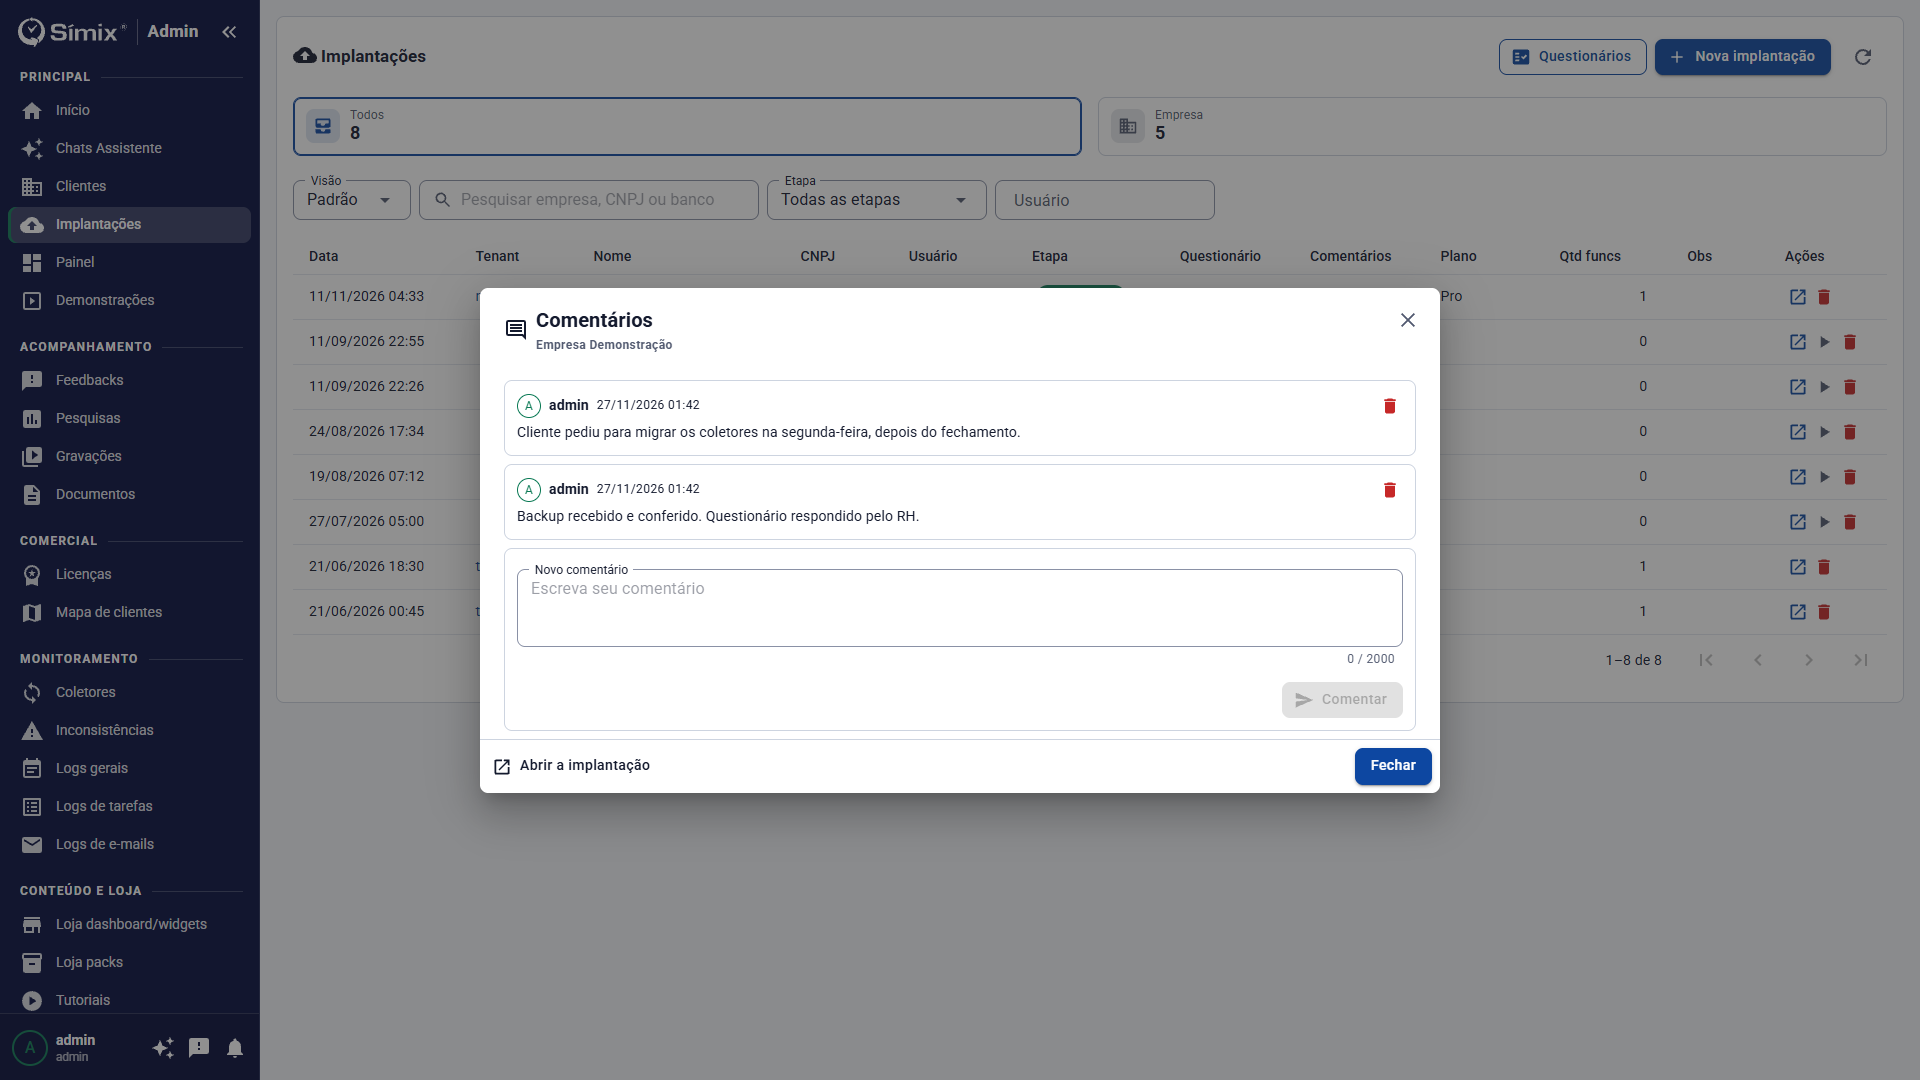 Símix
Admin
PRINCIPAL
Início
Chats Assistente
Clientes
Implantações
Painel
Demonstrações
ACOMPANHAMENTO
Feedbacks
Pesquisas
Gravações
Documentos
COMERCIAL
Licenças
Mapa de clientes
MONITORAMENTO
Coletores
Inconsistências
Logs gerais
Logs de tarefas
Logs de e-mails
CONTEÚDO E LOJA
Loja dashboard/widgets
Loja packs
Tutoriais
A
admin
admin
Implantações
Questionários
Nova implantação
Todos
8
Empresa
5
Visão
Padrão
Pesquisar empresa, CNPJ ou banco
Etapa
Todas as etapas
Usuário
Data Tenant Nome CNPJ Usuário Etapa Questionário Comentários Plano Qtd funcs Obs Ações
11/11/2026 04:33 Pro 1
11/09/2026 22:55 0
11/09/2026 22:26 0
24/08/2026 17:34 0
19/08/2026 07:12 0
27/07/2026 05:00 0
21/06/2026 18:30 t 1
21/06/2026 00:45 t 1
1–8 de 8
Comentários
Empresa Demonstração
A admin 27/11/2026 01:42
Cliente pediu para migrar os coletores na segunda-feira, depois do fechamento.
A admin 27/11/2026 01:42
Backup recebido e conferido. Questionário respondido pelo RH.
Novo comentário
Escreva seu comentário
0 / 2000
Comentar
Abrir a implantação
Fechar